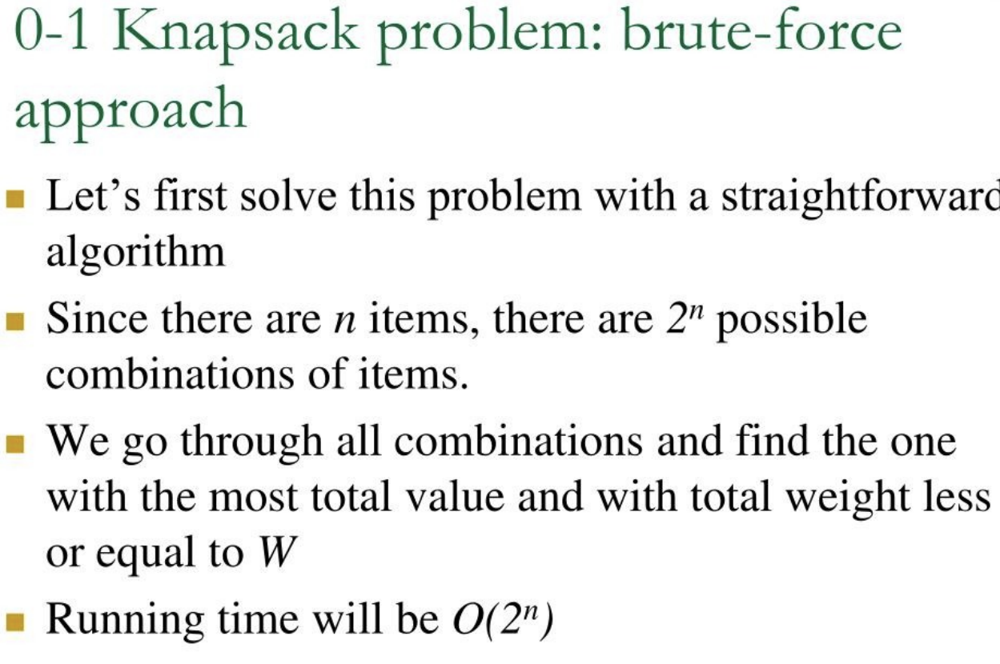 0-1 Knapsack problem: brute-force
approach
Let’s first solve this problem with a straightforward
algorithm
Since there are n items, there are 2ⁿ possible
combinations of items.
We go through all combinations and find the one
with the most total value and with total weight less
or equal to W
Running time will be O(2ⁿ)